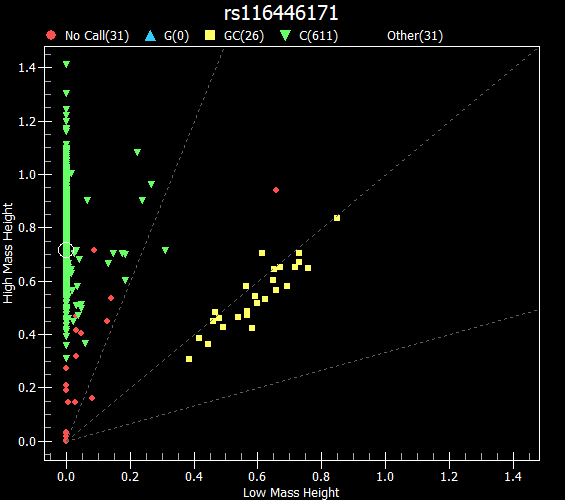 rs116446171
No Call(31) G(0) GC(26) C(611) Other(31)
High Mass Height
1.4
1.2
1.0
0.8
0.6
0.4
0.2
0.0
0.0 0.2 0.4 0.6 0.8 1.0 1.2 1.4
Low Mass Height